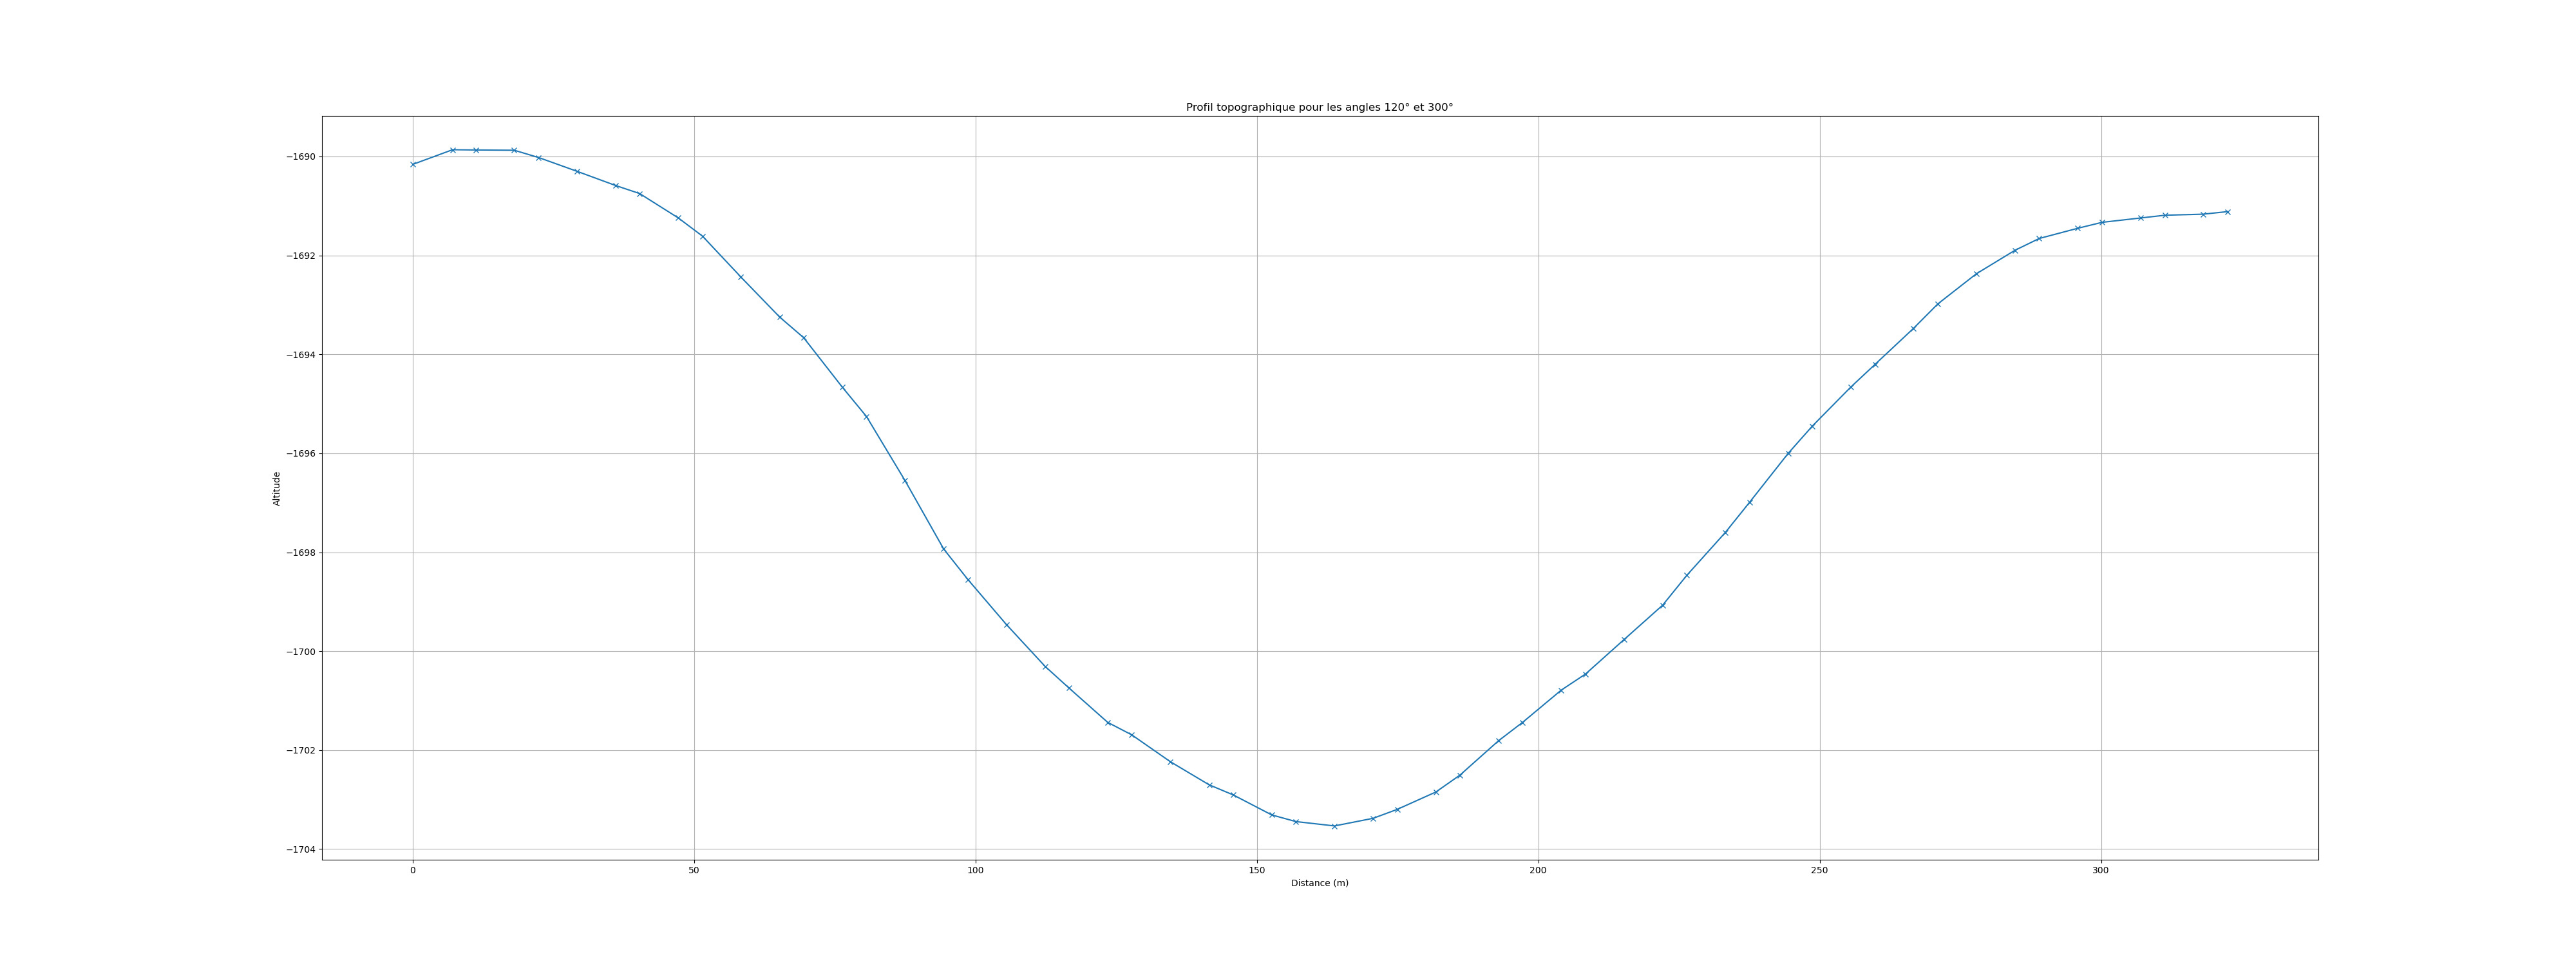 Profil topographique pour les angles 120° et 300°
−1690
−1692
−1694
−1696
−1698
−1700
−1702
−1704
Altitude
0 50 100 150 200 250 300
Distance (m)